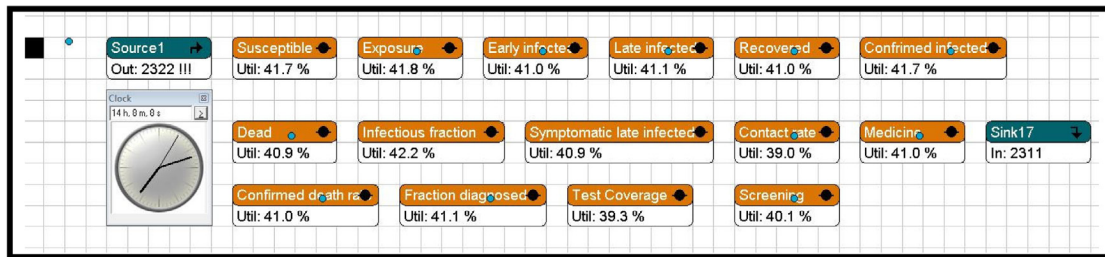 Source1
Out: 2322 !!!
Susceptible
Util: 41.7 %
Exposure
Util: 41.8 %
Early infected
Util: 41.0 %
Late infected
Util: 41.1 %
Recovered
Util: 41.0 %
Confrimed infected
Util: 41.7 %
Clock
14 h, 8 m, 8 s
Dead
Util: 40.9 %
Infectious fraction
Util: 42.2 %
Symptomatic late infected
Util: 40.9 %
Contact rate
Util: 39.0 %
Medicine
Util: 41.0 %
Sink17
In: 2311
Confirmed death ra
Util: 41.0 %
Fraction diagnosed
Util: 41.1 %
Test Coverage
Util: 39.3 %
Screening
Util: 40.1 %